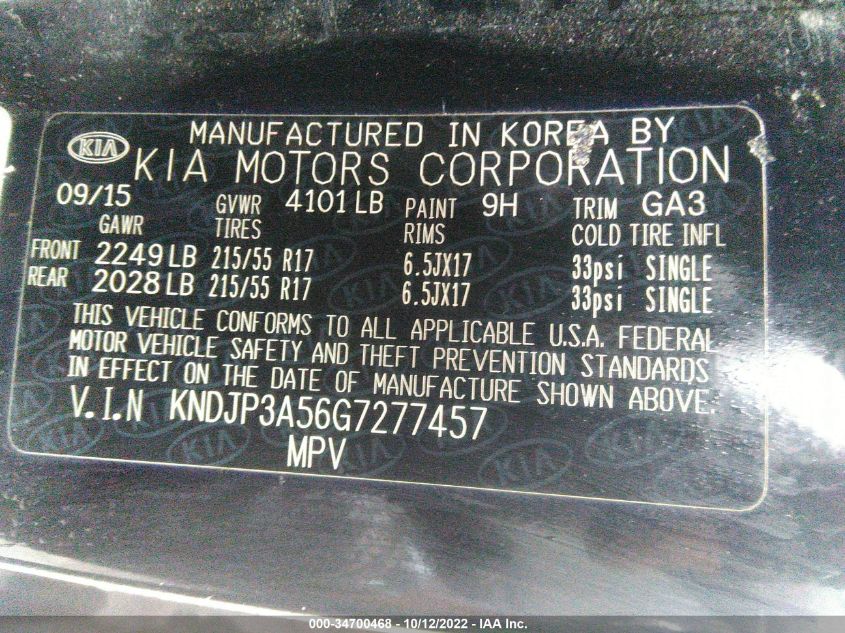 KIA MANUFACTURED IN KOREA BY
KIA MOTORS CORPORATION
09/15 GVWR 4101 LB PAINT 9H TRIM GA3
GAWR TIRES RIMS COLD TIRE INFL
FRONT 2249 LB 215/55 R17 6.5JX17 33psi SINGLE
REAR 2028 LB 215/55 R17 6.5JX17 33psi SINGLE
THIS VEHICLE CONFORMS TO ALL APPLICABLE U.S.A. FEDERAL
MOTOR VEHICLE SAFETY AND THEFT PREVENTION STANDARDS
IN EFFECT ON THE DATE OF MANUFACTURE SHOWN ABOVE.
V.I.N KNDJP3A56G7277457
MPV
000-34700468 - 10/12/2022 - IAA Inc.